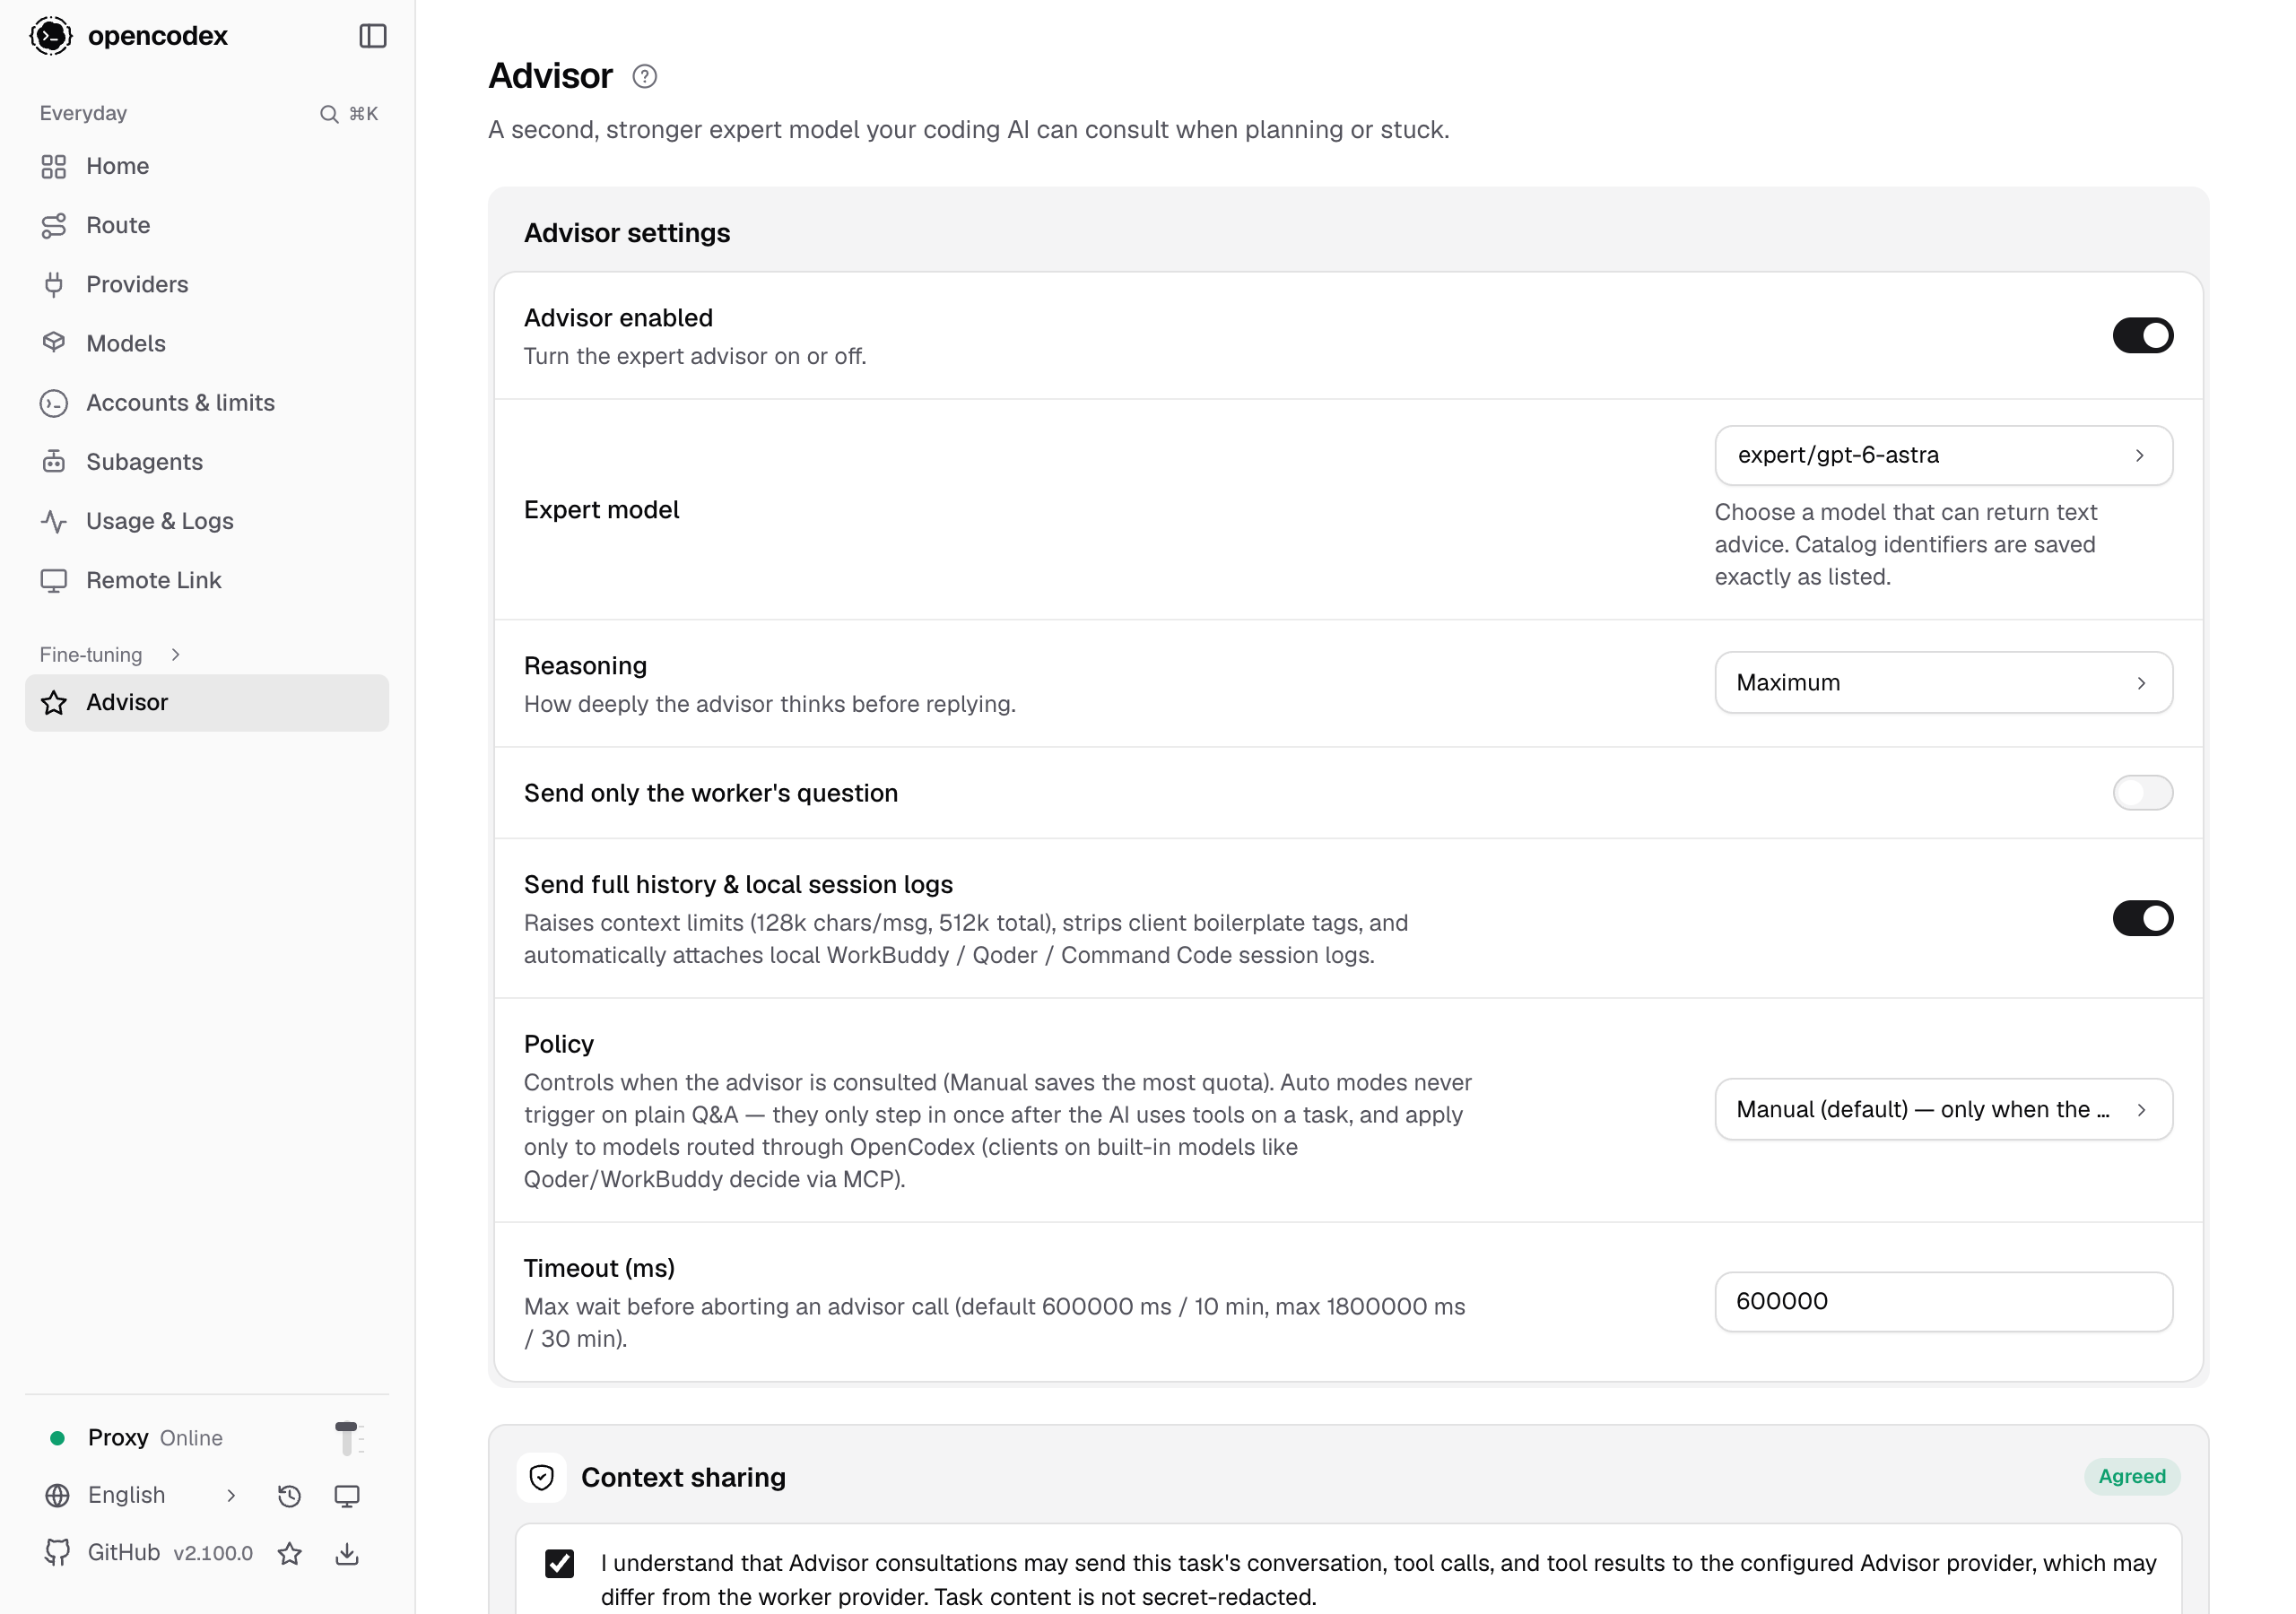 opencodex
Everyday
⌘K
Home
Route
Providers
Models
Accounts & limits
Subagents
Usage & Logs
Remote Link
Fine-tuning
Advisor
Proxy Online
English
GitHub v2.100.0
Advisor
A second, stronger expert model your coding AI can consult when planning or stuck.
Advisor settings
Advisor enabled
Turn the expert advisor on or off.
Expert model
expert/gpt-6-astra
Choose a model that can return text
advice. Catalog identifiers are saved
exactly as listed.
Reasoning
How deeply the advisor thinks before replying.
Maximum
Send only the worker's question
Send full history & local session logs
Raises context limits (128k chars/msg, 512k total), strips client boilerplate tags, and
automatically attaches local WorkBuddy / Qoder / Command Code session logs.
Policy
Controls when the advisor is consulted (Manual saves the most quota). Auto modes never
trigger on plain Q&A — they only step in once after the AI uses tools on a task, and apply
only to models routed through OpenCodex (clients on built-in models like
Qoder/WorkBuddy decide via MCP).
Manual (default) — only when the ...
Timeout (ms)
Max wait before aborting an advisor call (default 600000 ms / 10 min, max 1800000 ms
/ 30 min).
600000
Context sharing
Agreed
I understand that Advisor consultations may send this task's conversation, tool calls, and tool results to the configured Advisor provider, which may
differ from the worker provider. Task content is not secret-redacted.